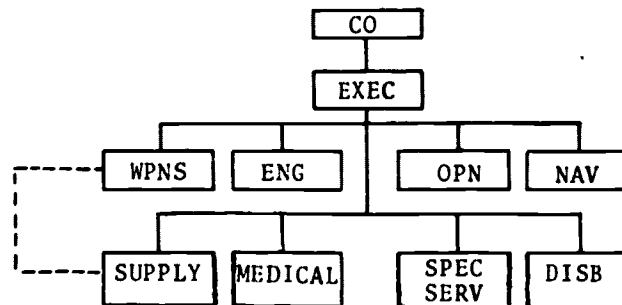 CO
EXEC
WPNS ENG OPN NAV
SUPPLY MEDICAL SPEC SERV DISB